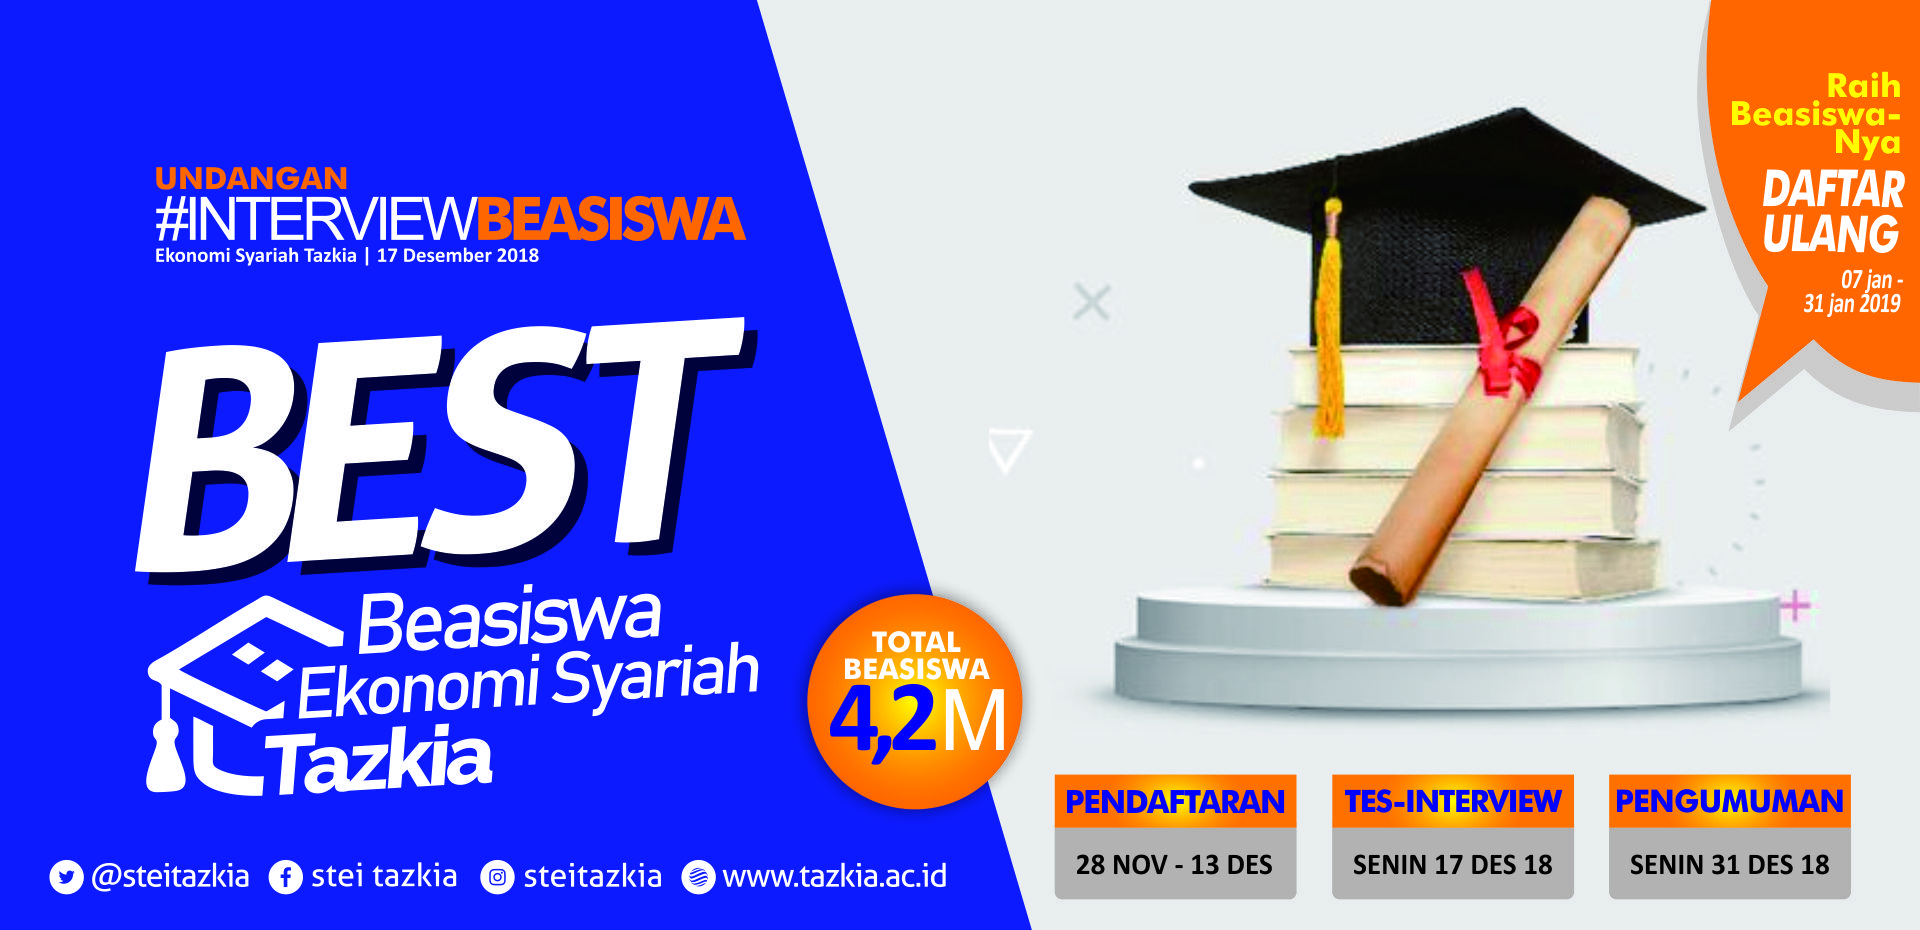 UNDANGAN
#INTERVIEWBEASISWA
Ekonomi Syariah Tazkia | 17 Desember 2018
BEST
Beasiswa
Ekonomi Syariah
Tazkia
TOTAL
BEASISWA
4,2M
Raih
Beasiswa-
Nya
DAFTAR
ULANG
07 jan -
31 jan 2019
PENDAFTARAN
28 NOV - 13 DES
TES-INTERVIEW
SENIN 17 DES 18
PENGUMUMAN
SENIN 31 DES 18
@steitazkia stei tazkia steitazkia www.tazkia.ac.id